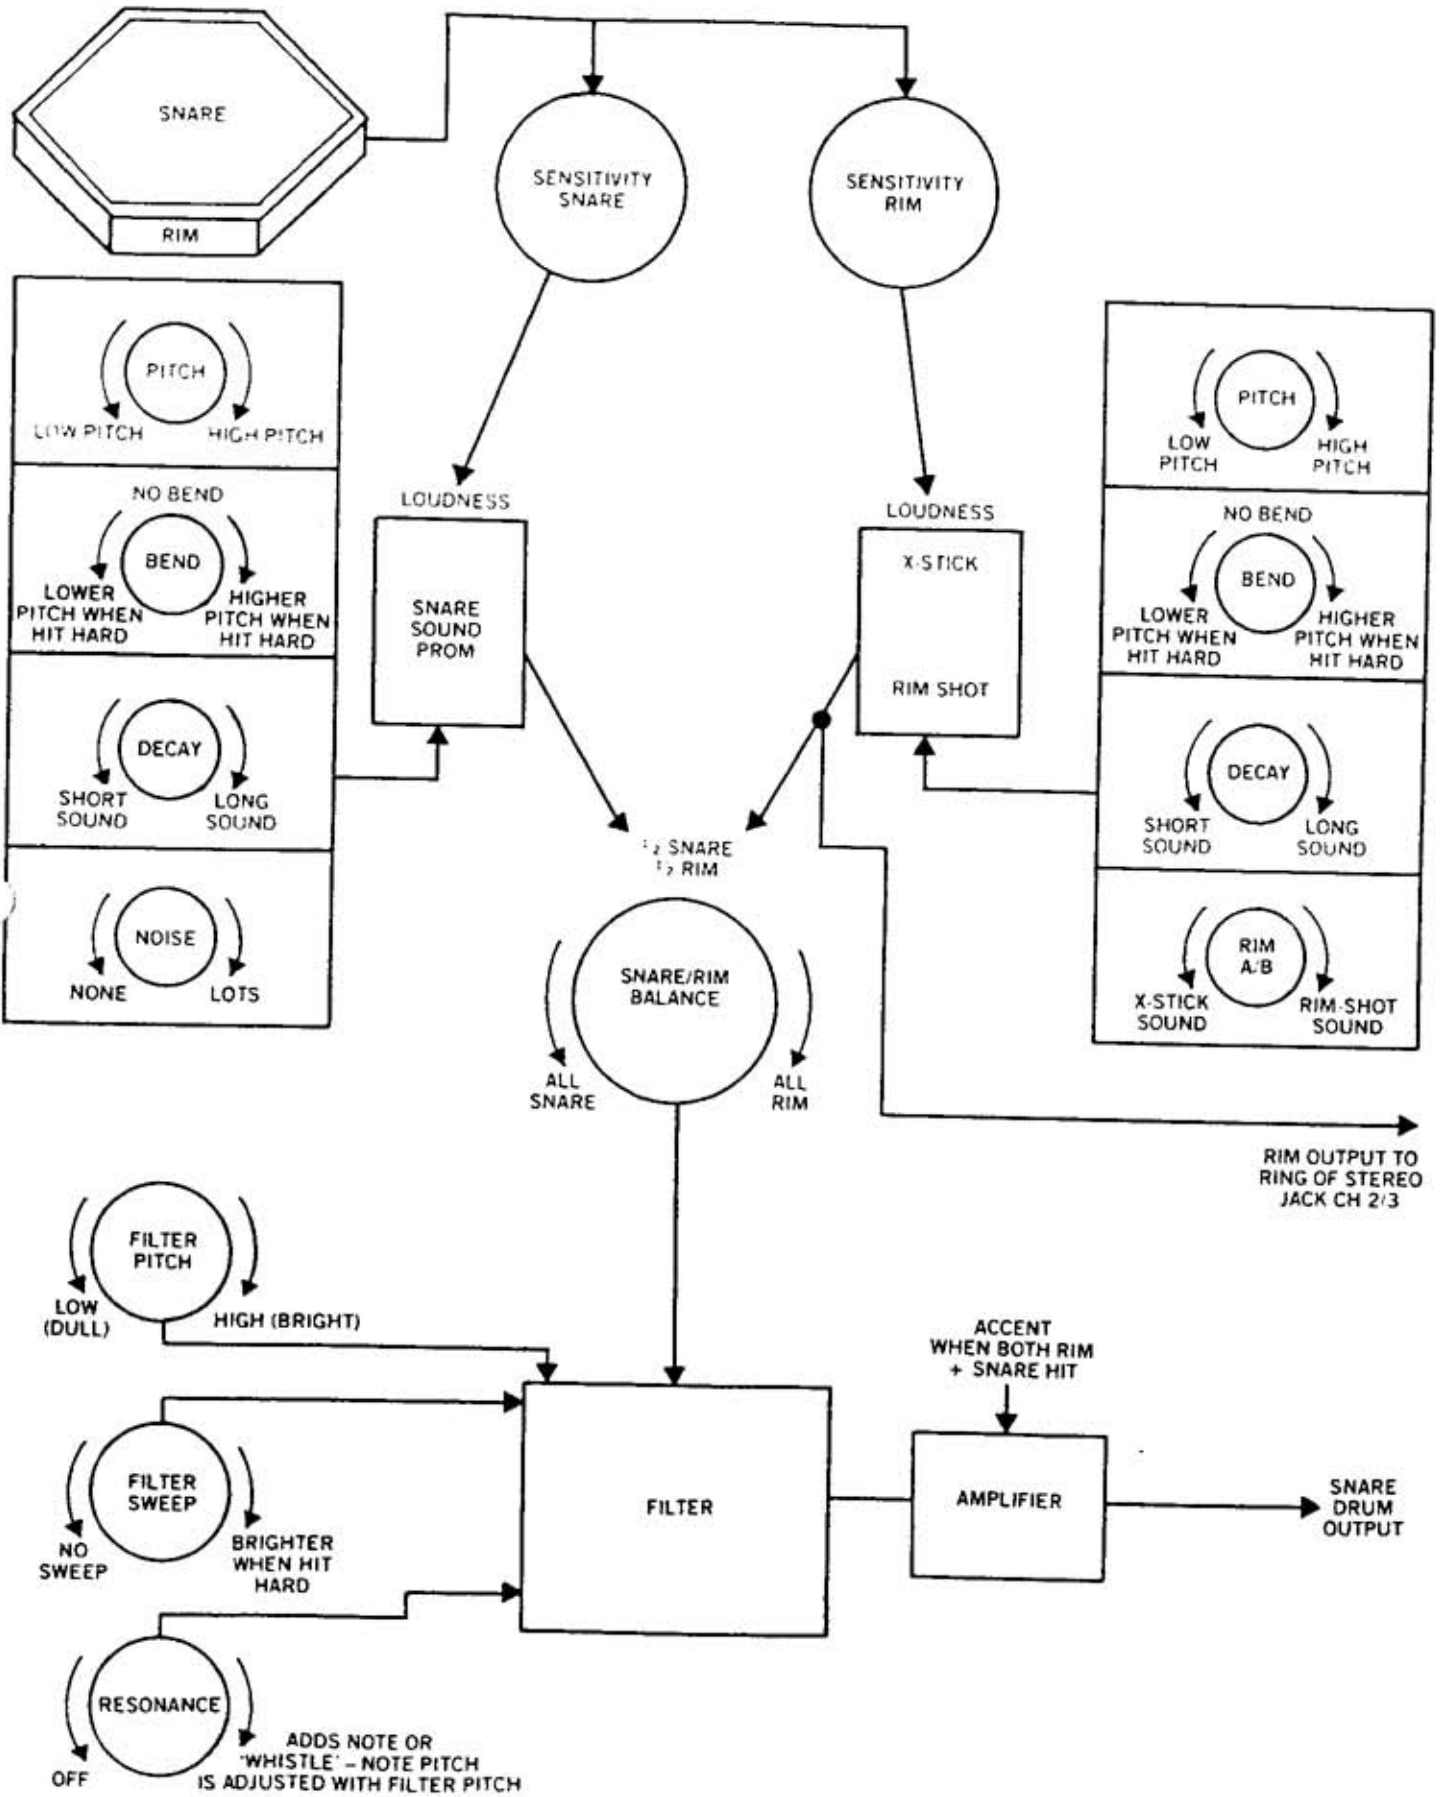 SNARE
RIM
SENSITIVITY
SNARE
SENSITIVITY
RIM
PITCH
LOW PITCH
HIGH PITCH
NO BEND
BEND
LOWER
PITCH WHEN
HIT HARD
HIGHER
PITCH WHEN
HIT HARD
DECAY
SHORT
SOUND
LONG
SOUND
NOISE
NONE
LOTS
LOUDNESS
SNARE
SOUND
PROM
LOUDNESS
X-STICK
RIM SHOT
PITCH
LOW
PITCH
HIGH
PITCH
NO BEND
BEND
LOWER
PITCH WHEN
HIT HARD
HIGHER
PITCH WHEN
HIT HARD
DECAY
SHORT
SOUND
LONG
SOUND
RIM
A/B
X-STICK
SOUND
RIM-SHOT
SOUND
½ SNARE
½ RIM
SNARE/RIM
BALANCE
ALL
SNARE
ALL
RIM
RIM OUTPUT TO
RING OF STEREO
JACK CH 2/3
FILTER
PITCH
LOW
(DULL)
HIGH (BRIGHT)
FILTER
SWEEP
NO
SWEEP
BRIGHTER
WHEN HIT
HARD
RESONANCE
OFF
ADDS NOTE OR
'WHISTLE' – NOTE PITCH
IS ADJUSTED WITH FILTER PITCH
FILTER
ACCENT
WHEN BOTH RIM
+ SNARE HIT
AMPLIFIER
SNARE
DRUM
OUTPUT